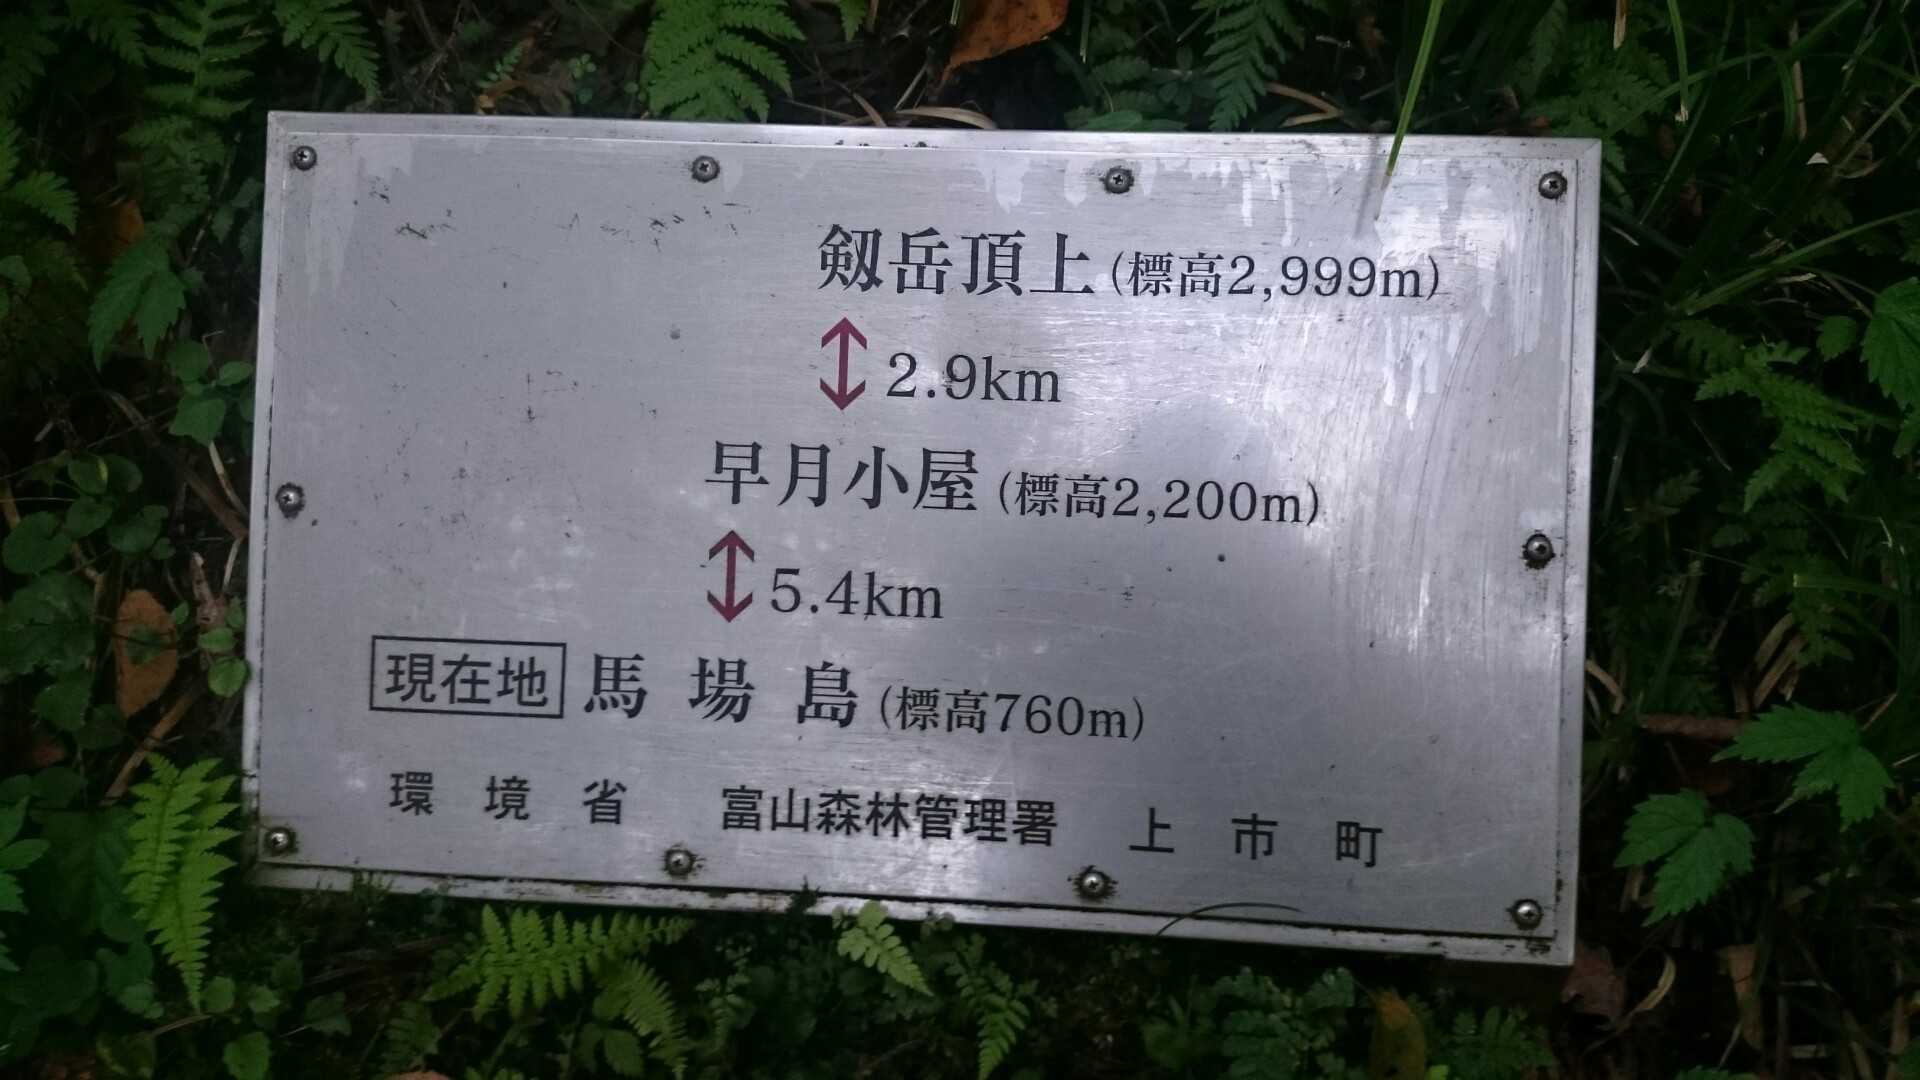 剱岳頂上 (標高2,999m)
2.9km
早月小屋 (標高2,200m)
5.4km
現在地 馬場島 (標高760m)
環境省 富山森林管理署 上市町